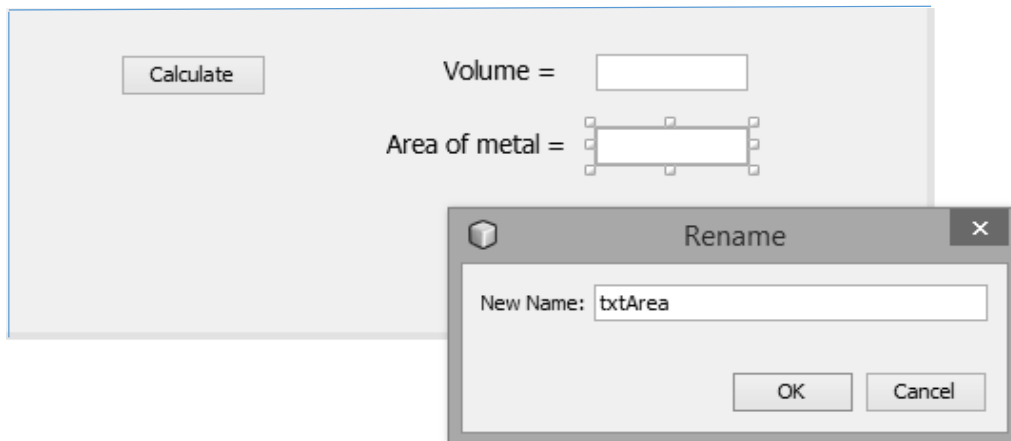 Calculate
Volume =
Area of metal =
Rename
New Name: txtArea
OK
Cancel